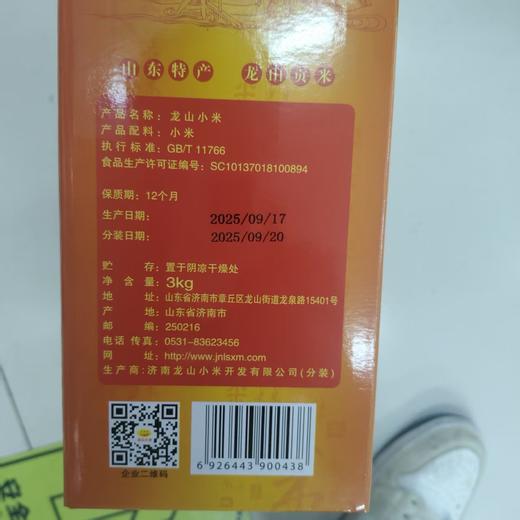 山东特产 龙山贡米
产品名称：龙山小米
产品配料：小米
执行标准：GB/T 11766
食品生产许可证编号：SC10137018100894
保质期：12个月
生产日期： 2025/09/17
分装日期： 2025/09/20
贮 存：置于阴凉干燥处
净 含 量：3kg
地 址：山东省济南市章丘区龙山街道龙泉路15401号
产 地：山东省济南市
邮 编：250216
电话 传真：0531-83623456
网 址：http://www.jnlsxm.com
生 产 商：济南龙山小米开发有限公司(分装)
企业二维码
6 926443 900438
安全